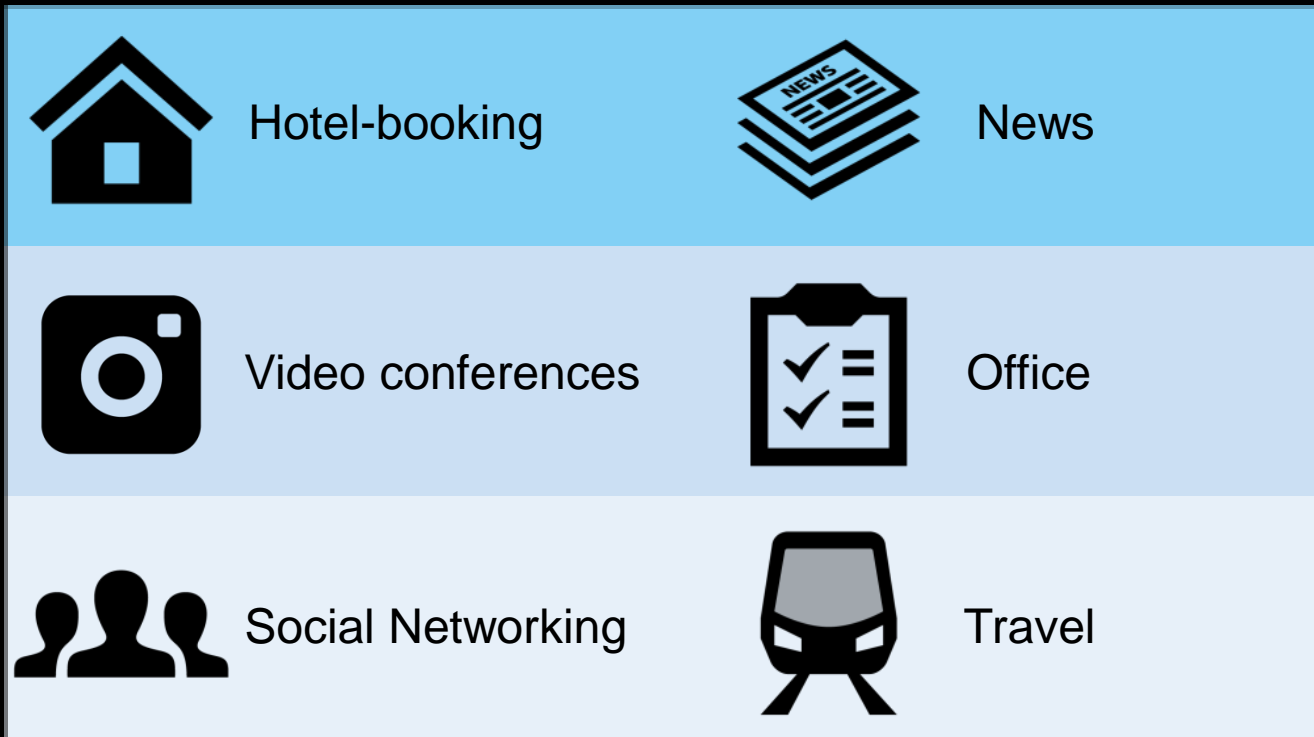 Hotel-booking
NEWS
News
Video conferences
Office
Social Networking
Travel